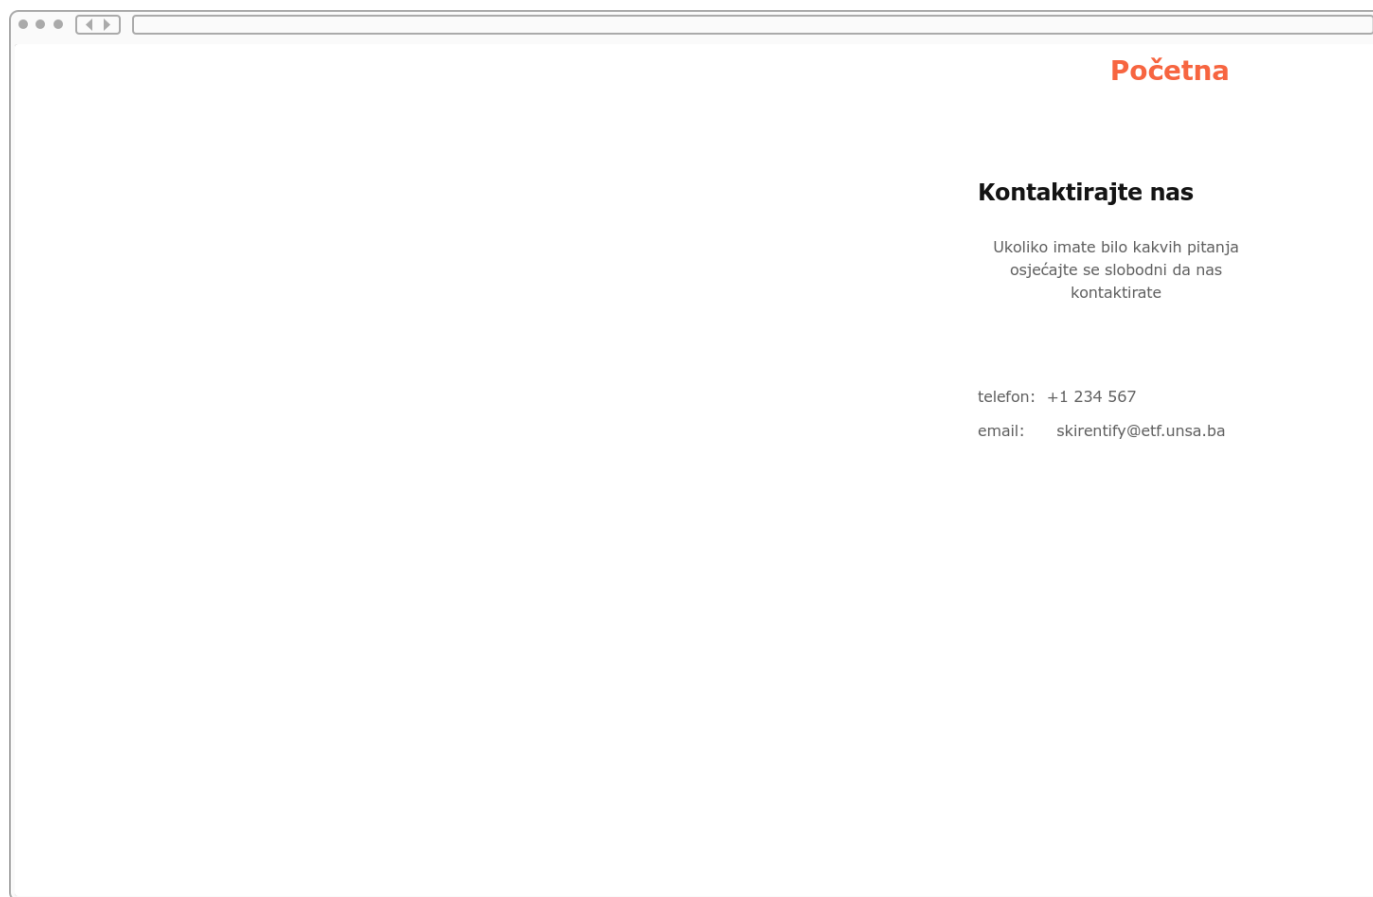 Početna
Kontaktirajte nas
Ukoliko imate bilo kakvih pitanja
osjećajte se slobodni da nas
kontaktirate
telefon: +1 234 567
email: skirentify@etf.unsa.ba